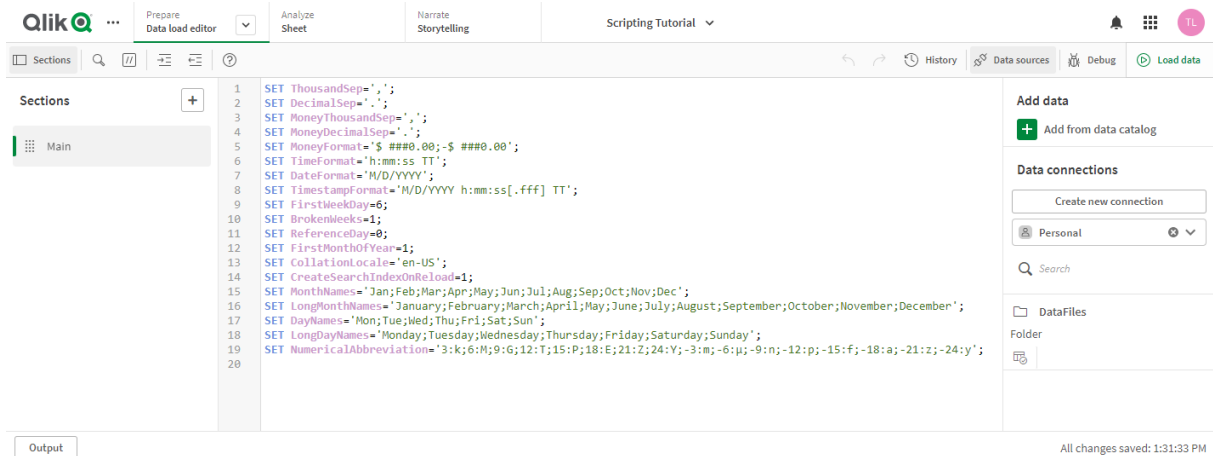 Qlik Q ...
Prepare
Data load editor
Analyze
Sheet
Narrate
Storytelling
Scripting Tutorial
TL
Sections
//
?
History
Data sources
Debug
Load data
Sections
+
Main
1 SET ThousandSep=',';
2 SET DecimalSep='.';
3 SET MoneyThousandSep=',';
4 SET MoneyDecimalSep='.';
5 SET MoneyFormat='$ ###0.00;-$ ###0.00';
6 SET TimeFormat='h:mm:ss TT';
7 SET DateFormat='M/D/YYYY';
8 SET TimestampFormat='M/D/YYYY h:mm:ss[.fff] TT';
9 SET FirstWeekDay=6;
10 SET BrokenWeeks=1;
11 SET ReferenceDay=0;
12 SET FirstMonthOfYear=1;
13 SET CollationLocale='en-US';
14 SET CreateSearchIndexOnReload=1;
15 SET MonthNames='Jan;Feb;Mar;Apr;May;Jun;Jul;Aug;Sep;Oct;Nov;Dec';
16 SET LongMonthNames='January;February;March;April;May;June;July;August;September;October;November;December';
17 SET DayNames='Mon;Tue;Wed;Thu;Fri;Sat;Sun';
18 SET LongDayNames='Monday;Tuesday;Wednesday;Thursday;Friday;Saturday;Sunday';
19 SET NumericalAbbreviation='3:k;6:M;9:G;12:T;15:P;18:E;21:Z;24:Y;-3:m;-6:μ;-9:n;-12:p;-15:f;-18:a;-21:z;-24:y';
20
Add data
+ Add from data catalog
Data connections
Create new connection
Personal
Search
DataFiles
Folder
Output
All changes saved: 1:31:33 PM